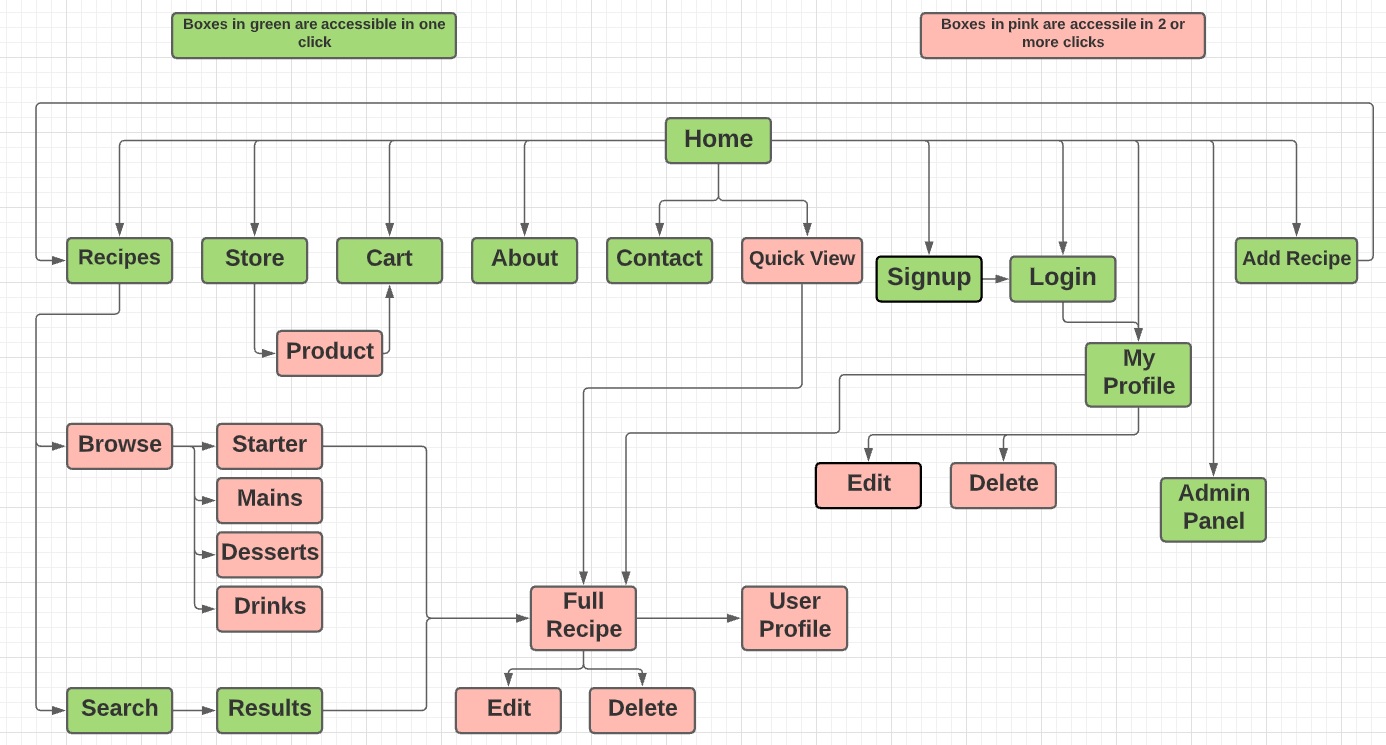 Boxes in green are accessible in one
click
Boxes in pink are accessile in 2 or
more clicks
Home
Recipes
Store
Cart
About
Contact
Quick View
Signup
Login
Add Recipe
Product
My
Profile
Browse
Starter
Mains
Desserts
Drinks
Edit
Delete
Admin
Panel
Full
Recipe
User
Profile
Search
Results
Edit
Delete